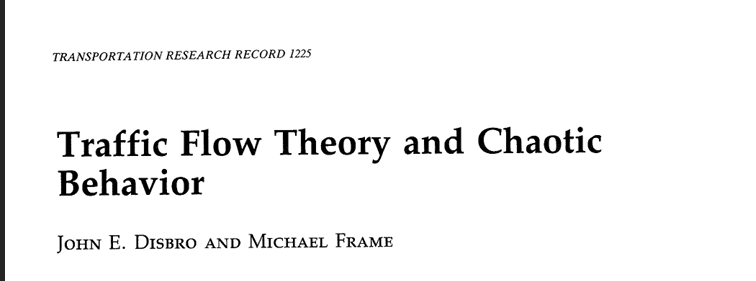 TRANSPORTATION RESEARCH RECORD 1225
Traffic Flow Theory and Chaotic
Behavior
JOHN E. DISBRO AND MICHAEL FRAME